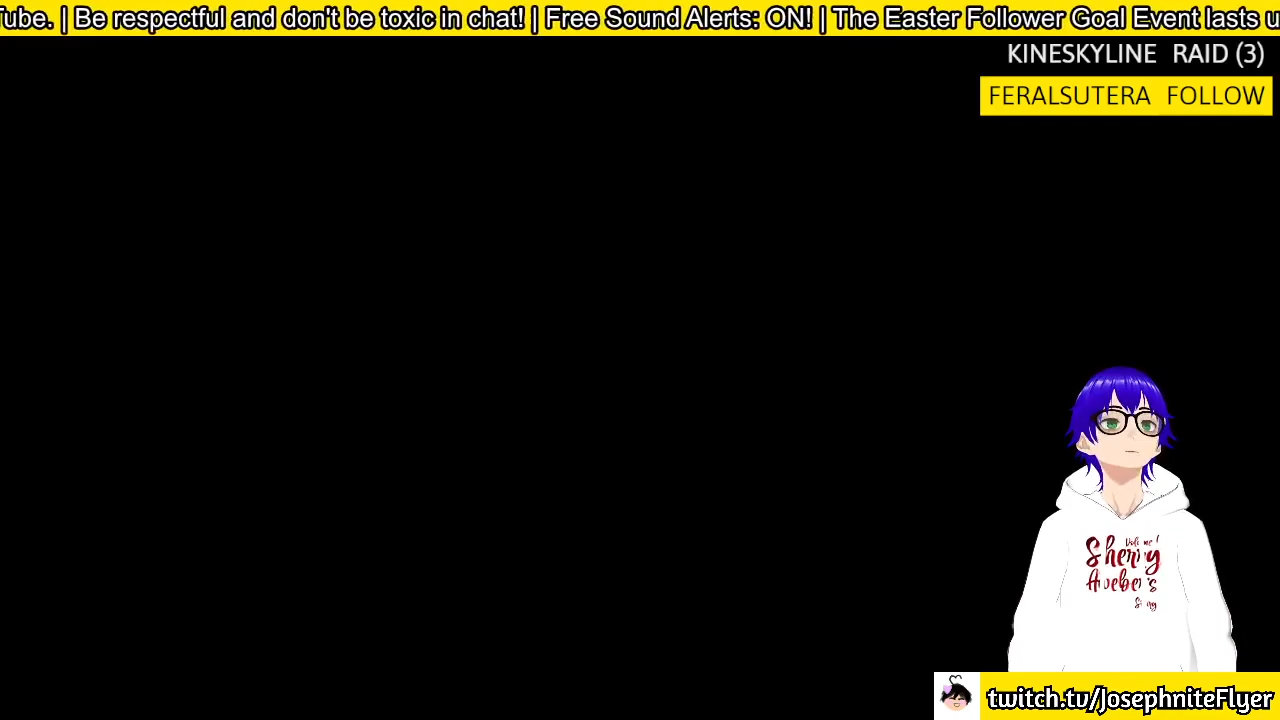 Tube. | Be respectful and don't be toxic in chat! | Free Sound Alerts: ON! | The Easter Follower Goal Event lasts u
KINESKYLINE RAID (3)
FERALSUTERA FOLLOW
Sherry
twitch.tv/JosephniteFlyer